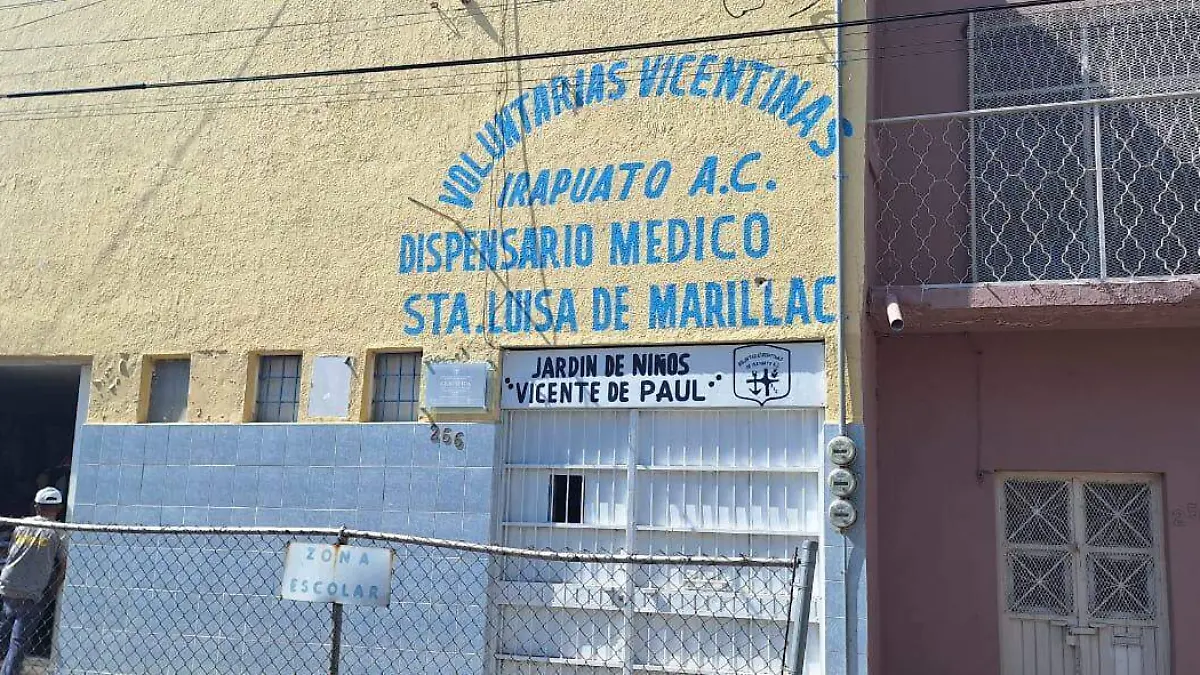 VOLUNTARIAS VICENTINAS
IRAPUATO A.C.
DISPENSARIO MEDICO
STA. LUISA DE MARILLAC
JARDIN DE NIÑOS
"VICENTE DE PAUL"
266
ZONA
ESCOLAR